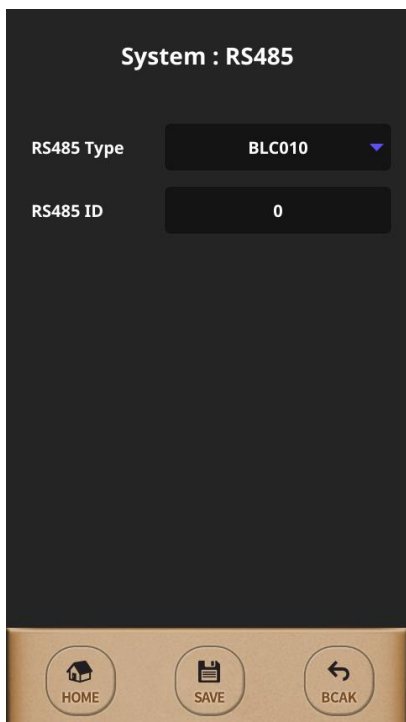 System : RS485
RS485 Type BLC010
RS485 ID 0
HOME SAVE BCAK